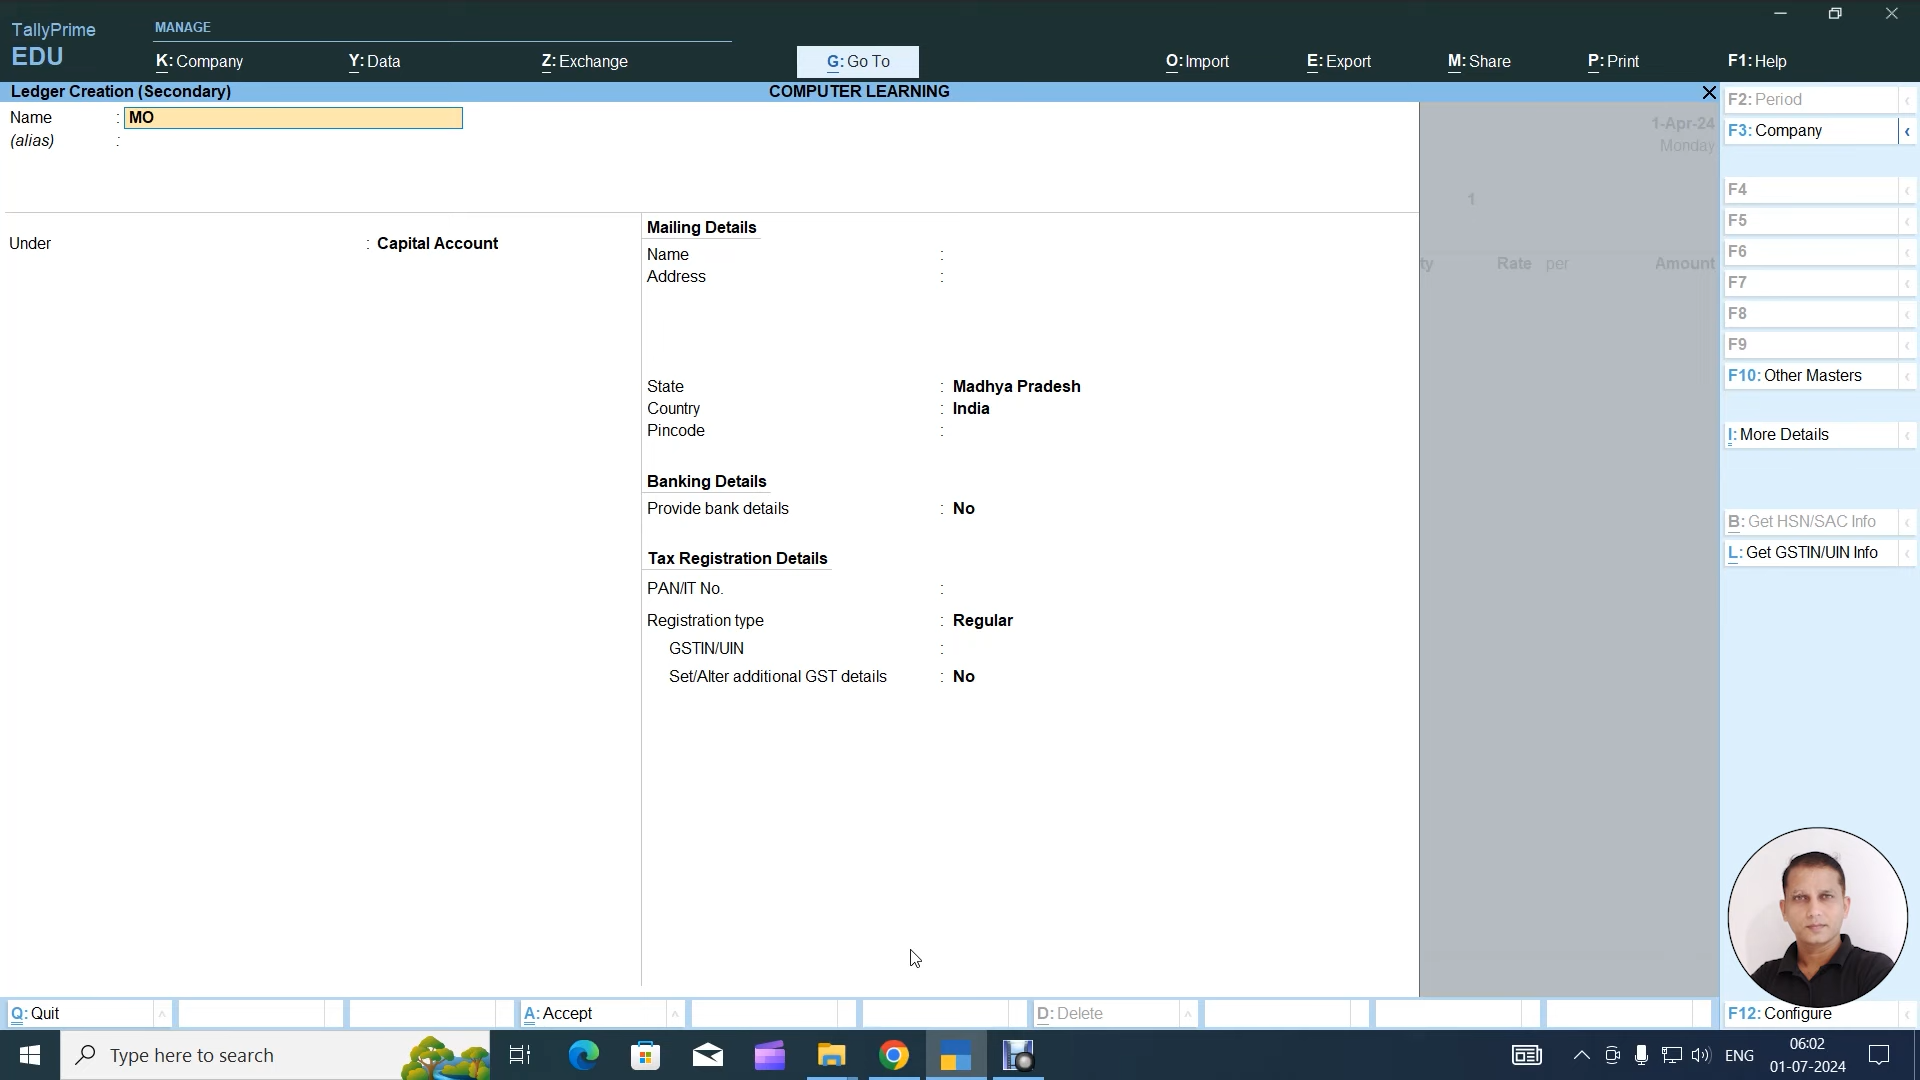 TallyPrime
EDU
MANAGE
K: Company
Y: Data
Z: Exchange
G: Go To
O: Import
E: Export
M: Share
P: Print
F1: Help
Ledger Creation (Secondary)
COMPUTER LEARNING
Name : MO
(alias) :
Under : Capital Account
Mailing Details
Name :
Address :
State : Madhya Pradesh
Country : India
Pincode :
Banking Details
Provide bank details : No
Tax Registration Details
PAN/IT No. :
Registration type : Regular
GSTIN/UIN :
Set/Alter additional GST details : No
1-Apr-24
Monday
1
ty Rate per Amount
F2: Period
F3: Company
F4
F5
F6
F7
F8
F9
F10: Other Masters
I: More Details
B: Get HSN/SAC Info
L: Get GSTIN/UIN Info
F12: Configure
Q: Quit
A: Accept
D: Delete
Type here to search
ENG
06:02
01-07-2024